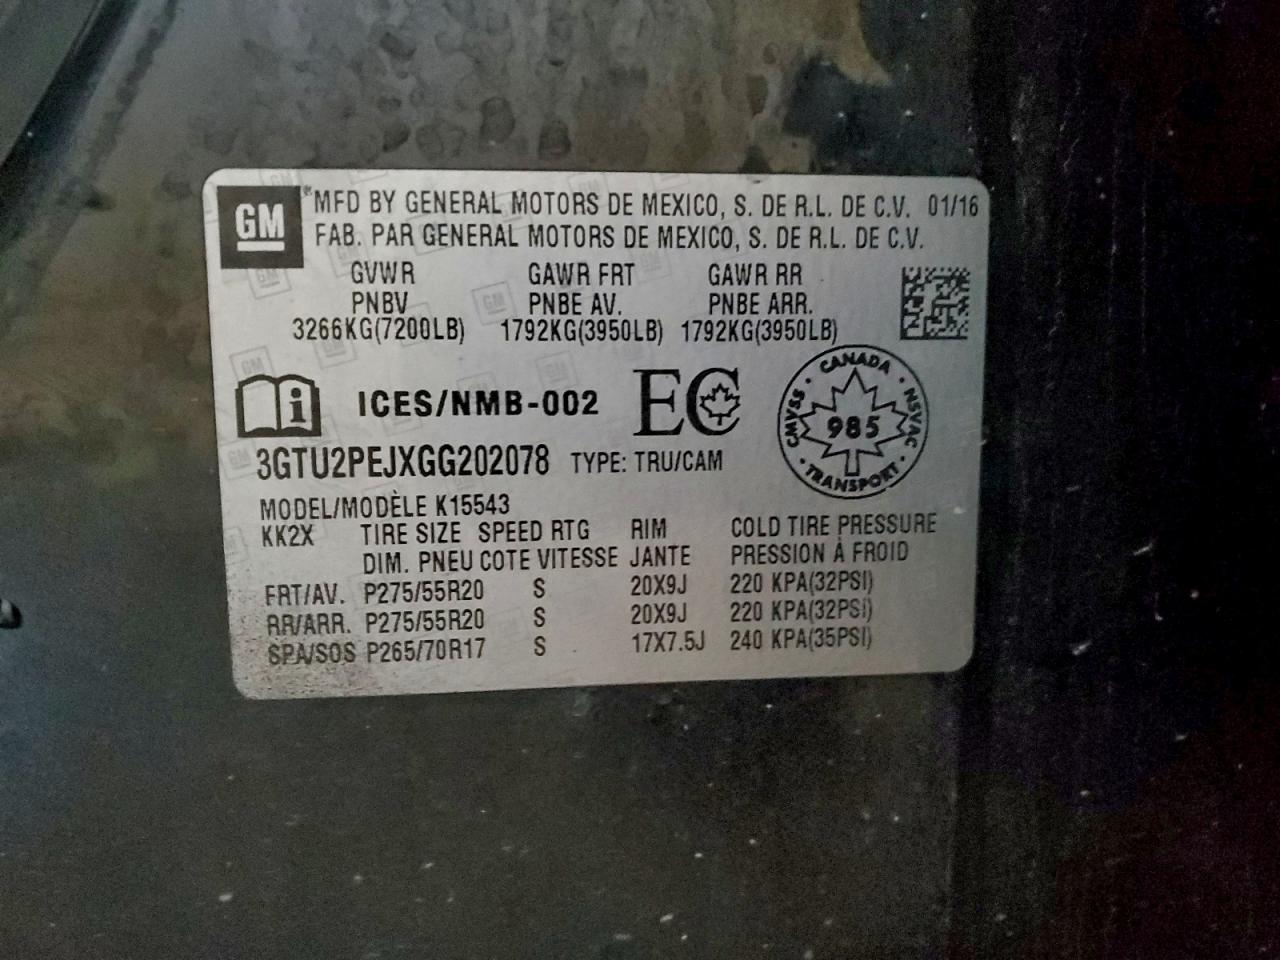 GM
MFD BY GENERAL MOTORS DE MEXICO, S. DE R.L. DE C.V. 01/16
FAB. PAR GENERAL MOTORS DE MEXICO, S. DE R.L. DE C.V.
GVWR GAWR FRT GAWR RR
PNBV PNBE AV. PNBE ARR.
3266KG(7200LB) 1792KG(3950LB) 1792KG(3950LB)
i ICES/NMB-002 EC
CANADA
CMVSS 985 NSVAC
TRANSPORT
3GTU2PEJXGG202078 TYPE: TRU/CAM
MODEL/MODÈLE K15543
KK2X TIRE SIZE SPEED RTG RIM COLD TIRE PRESSURE
DIM. PNEU COTE VITESSE JANTE PRESSION À FROID
FRT/AV. P275/55R20 S 20X9J 220 KPA(32PSI)
RR/ARR. P275/55R20 S 20X9J 220 KPA(32PSI)
SPA/SOS P265/70R17 S 17X7.5J 240 KPA(35PSI)